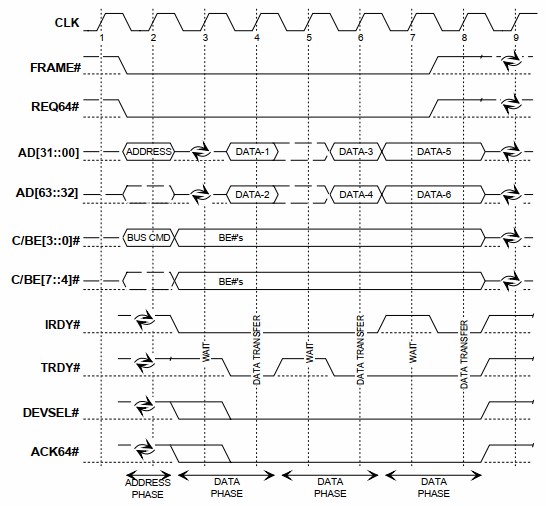 CLK
1 2 3 4 5 6 7 8 9
FRAME#
REQ64#
AD[31::00] ADDRESS DATA-1 DATA-3 DATA-5
AD[63::32] DATA-2 DATA-4 DATA-6
C/BE[3::0]# BUS CMD BE#'s
C/BE[7::4]# BE#'s
IRDY#
WAIT DATA TRANSFER WAIT DATA TRANSFER WAIT DATA TRANSFER
TRDY#
DEVSEL#
ACK64#
ADDRESS DATA DATA DATA
PHASE PHASE PHASE PHASE